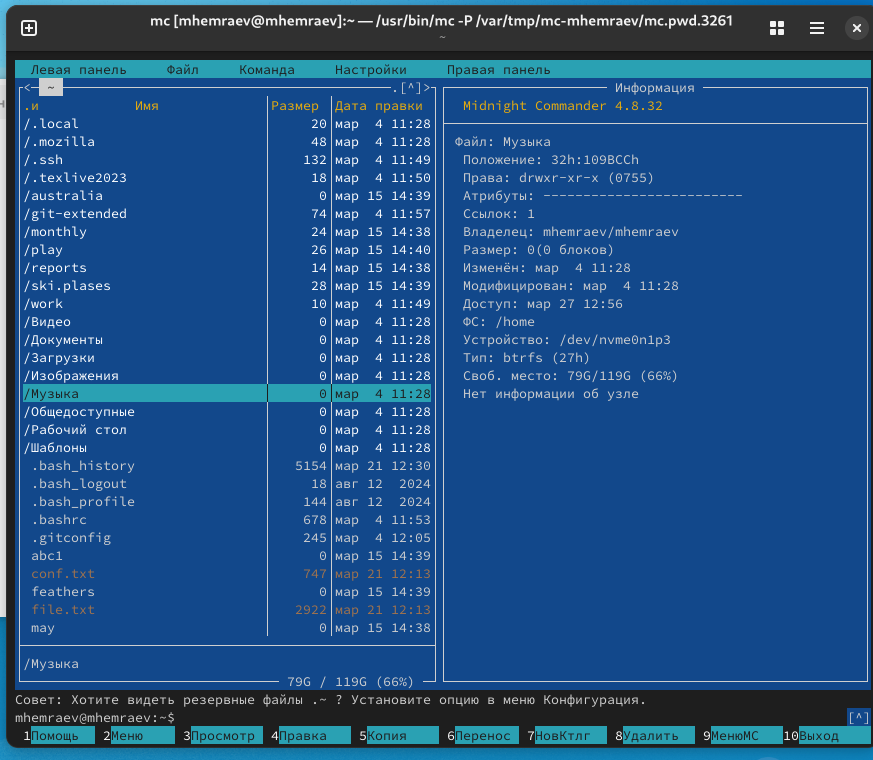 mc [mhemraev@mhemraev]:~ — /usr/bin/mc -P /var/tmp/mc-mhemraev/mc.pwd.3261
~
Левая панель Файл Команда Настройки Правая панель
<─ ~ .[^]>
.и Имя Размер Дата правки
/.local 20 мар 4 11:28
/.mozilla 48 мар 4 11:28
/.ssh 132 мар 4 11:49
/.texlive2023 18 мар 4 11:50
/australia 0 мар 15 14:39
/git-extended 74 мар 4 11:57
/monthly 24 мар 15 14:38
/play 26 мар 15 14:40
/reports 14 мар 15 14:38
/ski.plases 28 мар 15 14:39
/work 10 мар 4 11:49
/Видео 0 мар 4 11:28
/Документы 0 мар 4 11:28
/Загрузки 0 мар 4 11:28
/Изображения 0 мар 4 11:28
/Музыка 0 мар 4 11:28
/Общедоступные 0 мар 4 11:28
/Рабочий стол 0 мар 4 11:28
/Шаблоны 0 мар 4 11:28
.bash_history 5154 мар 21 12:30
.bash_logout 18 авг 12 2024
.bash_profile 144 авг 12 2024
.bashrc 678 мар 4 11:53
.gitconfig 245 мар 4 12:05
abc1 0 мар 15 14:39
conf.txt 747 мар 21 12:13
feathers 0 мар 15 14:39
file.txt 2922 мар 21 12:13
may 0 мар 15 14:38
/Музыка
79G / 119G (66%)
Информация
Midnight Commander 4.8.32
Файл: Музыка
Положение: 32h:109BCCh
Права: drwxr-xr-x (0755)
Атрибуты: -------------------------
Ссылок: 1
Владелец: mhemraev/mhemraev
Размер: 0(0 блоков)
Изменён: мар 4 11:28
Модифицирован: мар 4 11:28
Доступ: мар 27 12:56
ФС: /home
Устройство: /dev/nvme0n1p3
Тип: btrfs (27h)
Своб. место: 79G/119G (66%)
Нет информации об узле
Совет: Хотите видеть резервные файлы .~ ? Установите опцию в меню Конфигурация.
mhemraev@mhemraev:~$ [^]
1Помощь 2Меню 3Просмотр 4Правка 5Копия 6Перенос 7НовКтлг 8Удалить 9МенюMC 10Выход